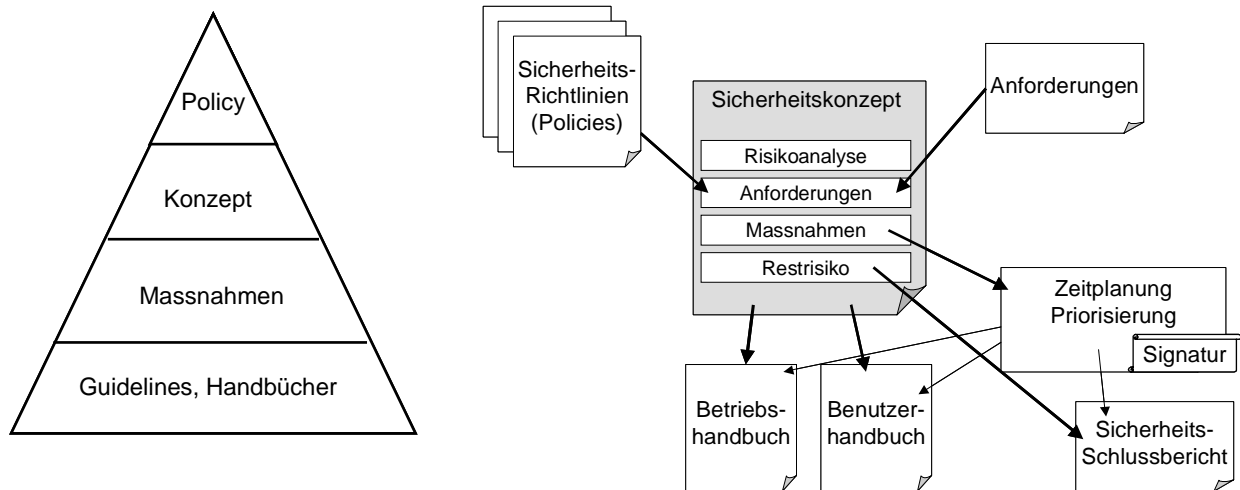 Policy
Konzept
Massnahmen
Guidelines, Handbücher
Sicherheits-
Richtlinien
(Policies)
Sicherheitskonzept
Risikoanalyse
Anforderungen
Massnahmen
Restrisiko
Anforderungen
Zeitplanung
Priorisierung
Signatur
Betriebs-
handbuch
Benutzer-
handbuch
Sicherheits-
Schlussbericht